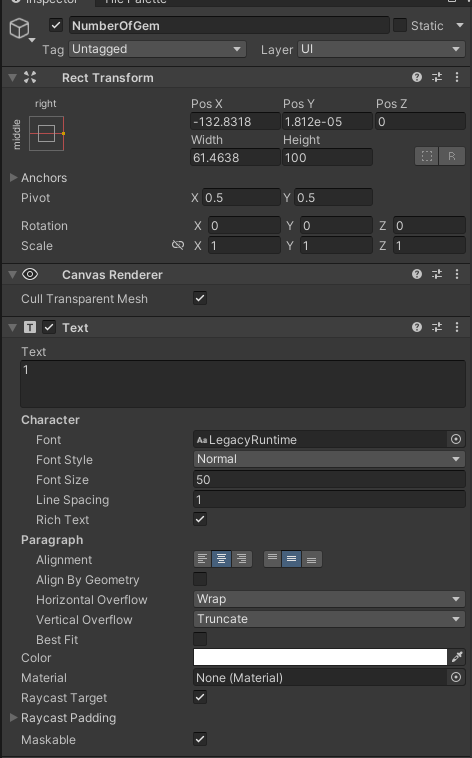 Inspector
Tile Palette
NumberOfGem
Static
Tag Untagged Layer UI
Rect Transform
right
middle
Pos X Pos Y Pos Z
-132.8318 1.812e-05 0
Width Height
61.4638 100
R
Anchors
Pivot X 0.5 Y 0.5
Rotation X 0 Y 0 Z 0
Scale X 1 Y 1 Z 1
Canvas Renderer
Cull Transparent Mesh
T Text
Text
1
Character
Font Aa LegacyRuntime
Font Style Normal
Font Size 50
Line Spacing 1
Rich Text
Paragraph
Alignment
Align By Geometry
Horizontal Overflow Wrap
Vertical Overflow Truncate
Best Fit
Color
Material None (Material)
Raycast Target
Raycast Padding
Maskable